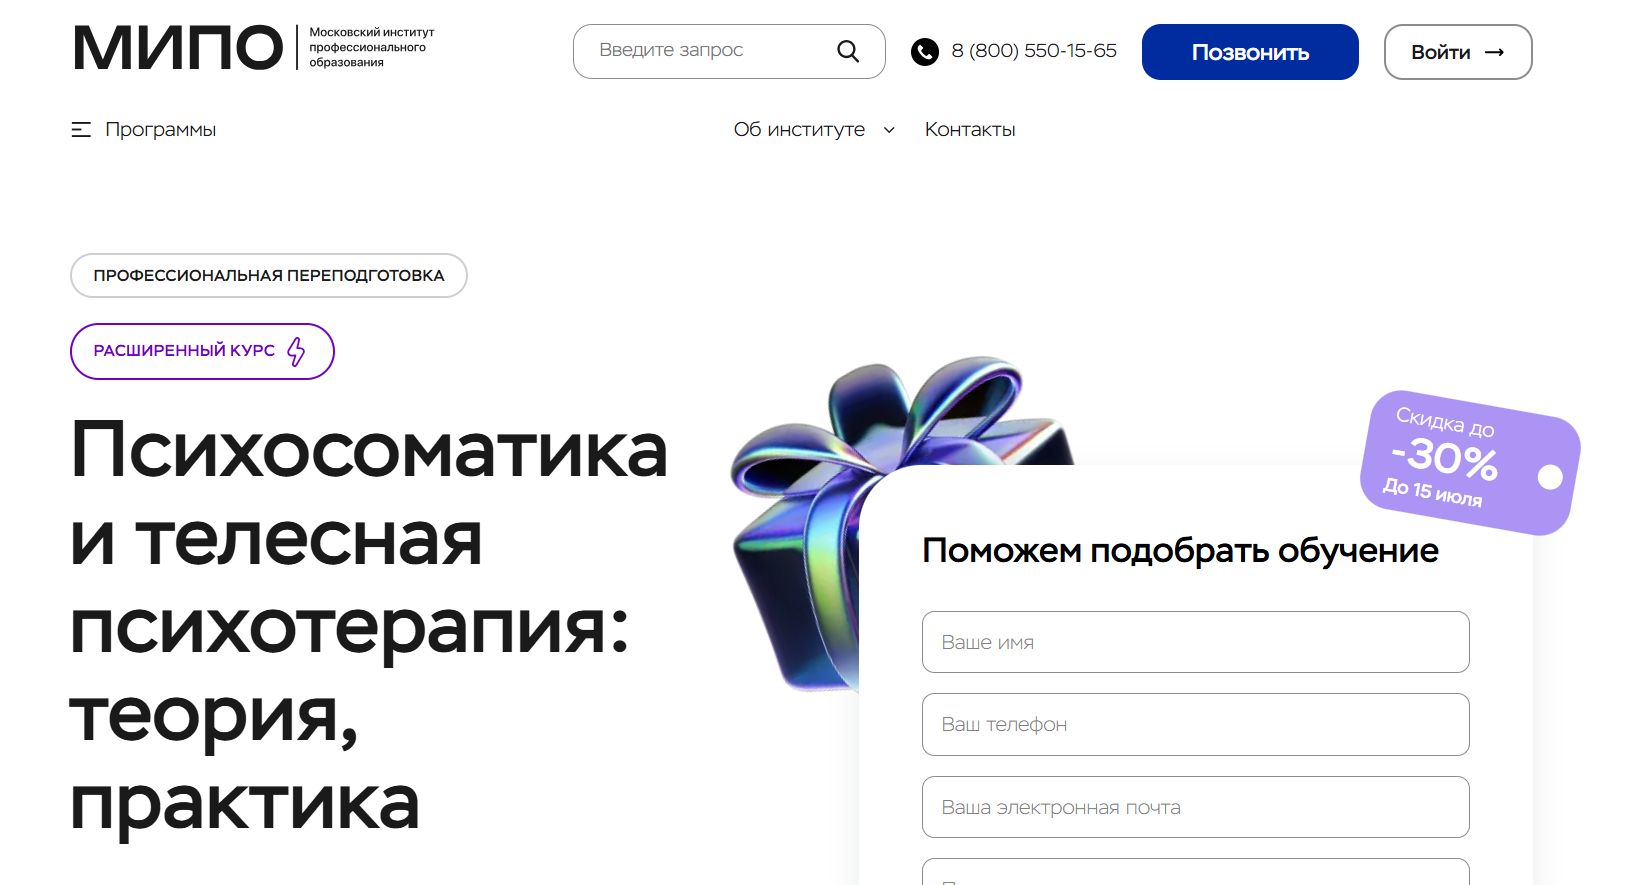 МИПО
Московский институт
профессионального
образования
Введите запрос
8 (800) 550-15-65
Позвонить
Войти →
Программы
Об институте
Контакты
ПРОФЕССИОНАЛЬНАЯ ПЕРЕПОДГОТОВКА
РАСШИРЕННЫЙ КУРС
Психосоматика
и телесная
психотерапия:
теория,
практика
Скидка до
-30%
До 15 июля
Поможем подобрать обучение
Ваше имя
Ваш телефон
Ваша электронная почта